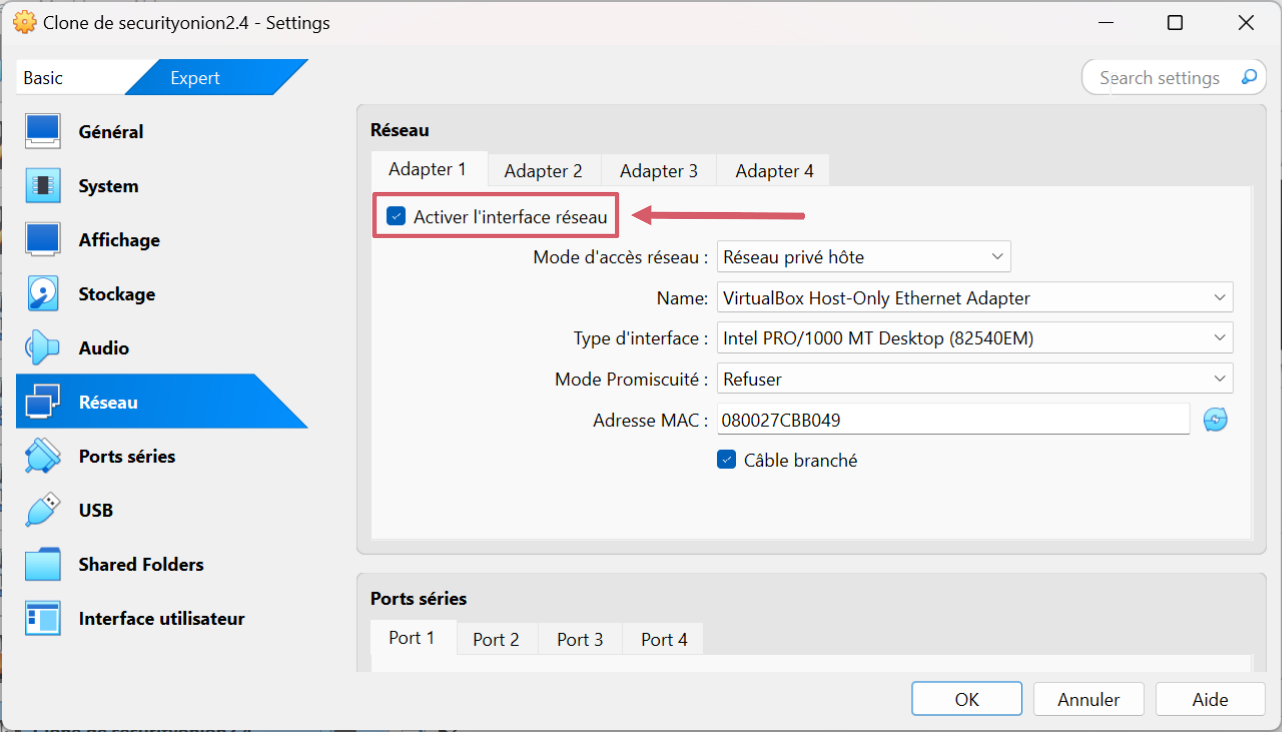 Clone de securityonion2.4 - Settings
Basic
Expert
Search settings
Général
System
Affichage
Stockage
Audio
Réseau
Ports séries
USB
Shared Folders
Interface utilisateur
Réseau
Adapter 1
Adapter 2
Adapter 3
Adapter 4
Activer l'interface réseau
Mode d'accès réseau : Réseau privé hôte
Name: VirtualBox Host-Only Ethernet Adapter
Type d'interface : Intel PRO/1000 MT Desktop (82540EM)
Mode Promiscuité : Refuser
Adresse MAC : 080027CBB049
Câble branché
Ports séries
Port 1
Port 2
Port 3
Port 4
OK
Annuler
Aide